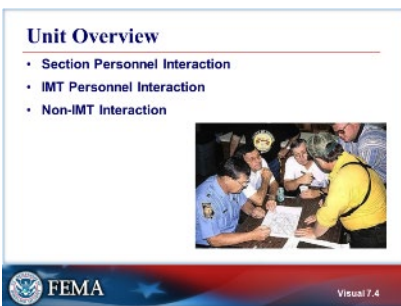 Unit Overview
• Section Personnel Interaction
• IMT Personnel Interaction
• Non-IMT Interaction
FEMA
Visual 7.4